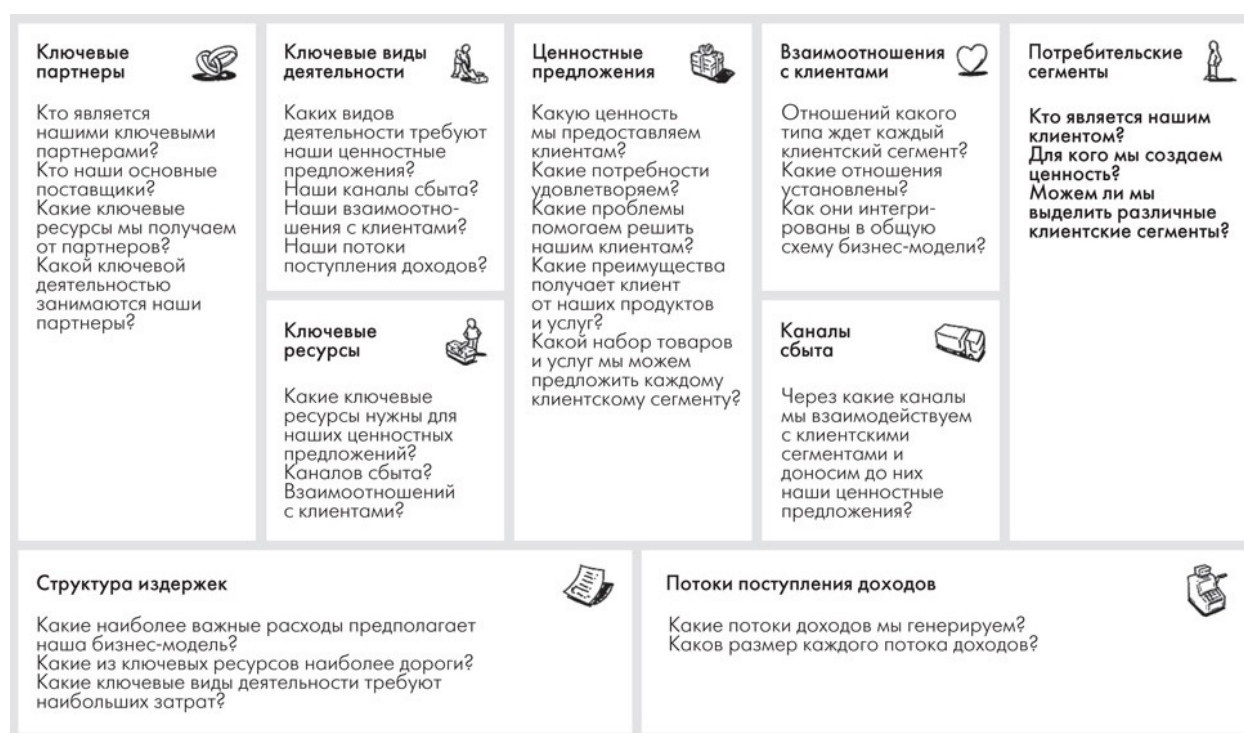 Ключевые
партнеры
Кто является
нашими ключевыми
партнерами?
Кто наши основные
поставщики?
Какие ключевые
ресурсы мы получаем
от партнеров?
Какой ключевой
деятельностью
занимаются наши
партнеры?
Ключевые виды
деятельности
Каких видов
деятельности требуют
наши ценностные
предложения?
Наши каналы сбыта?
Наши взаимоотно-
шения с клиентами?
Наши потоки
поступления доходов?
Ключевые
ресурсы
Какие ключевые
ресурсы нужны для
наших ценностных
предложений?
Каналов сбыта?
Взаимоотношений
с клиентами?
Ценностные
предложения
Какую ценность
мы предоставляем
клиентам?
Какие потребности
удовлетворяем?
Какие проблемы
помогаем решить
нашим клиентам?
Какие преимущества
получает клиент
от наших продуктов
и услуг?
Какой набор товаров
и услуг мы можем
предложить каждому
клиентскому сегменту?
Взаимоотношения
с клиентами
Отношений какого
типа ждет каждый
клиентский сегмент?
Какие отношения
установлены?
Как они интегри-
рованы в общую
схему бизнес-модели?
Каналы
сбыта
Через какие каналы
мы взаимодействуем
с клиентскими
сегментами и
доносим до них
наши ценностные
предложения?
Потребительские
сегменты
Кто является нашим
клиентом?
Для кого мы создаем
ценность?
Можем ли мы
выделить различные
клиентские сегменты?
Структура издержек
Какие наиболее важные расходы предполагает
наша бизнес-модель?
Какие из ключевых ресурсов наиболее дороги?
Какие ключевые виды деятельности требуют
наибольших затрат?
Потоки поступления доходов
Какие потоки доходов мы генерируем?
Каков размер каждого потока доходов?